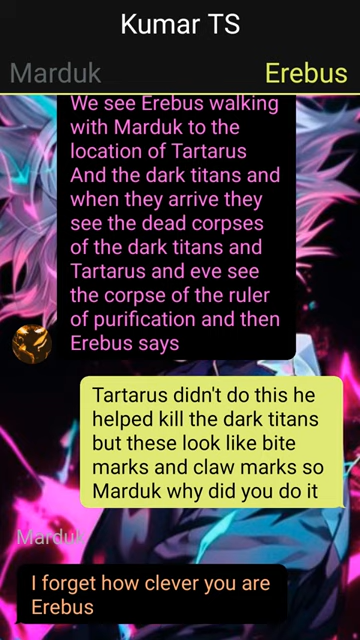 Kumar TS
Marduk
Erebus
We see Erebus walking
with Marduk to the
location of Tartarus
And the dark titans and
when they arrive they
see the dead corpses
of the dark titans and
Tartarus and eve see
the corpse of the ruler
of purification and then
Erebus says
Tartarus didn't do this he
helped kill the dark titans
but these look like bite
marks and claw marks so
Marduk why did you do it
Marduk
I forget how clever you are
Erebus